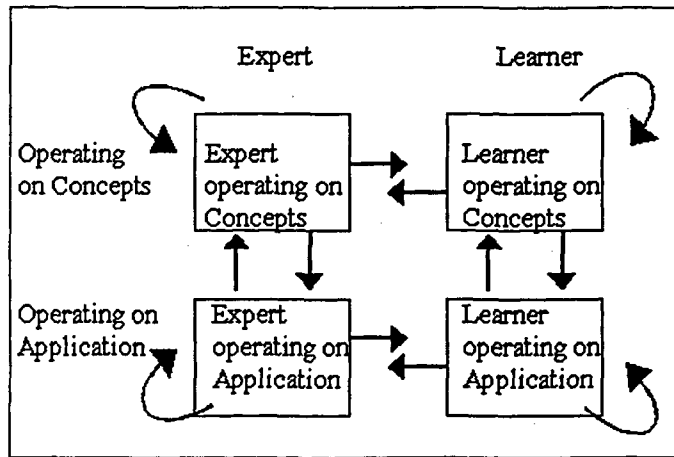 Expert
Learner
Operating
on Concepts
Expert
operating on
Concepts
Learner
operating on
Concepts
Operating on
Application
Expert
operating on
Application
Learner
operating on
Application